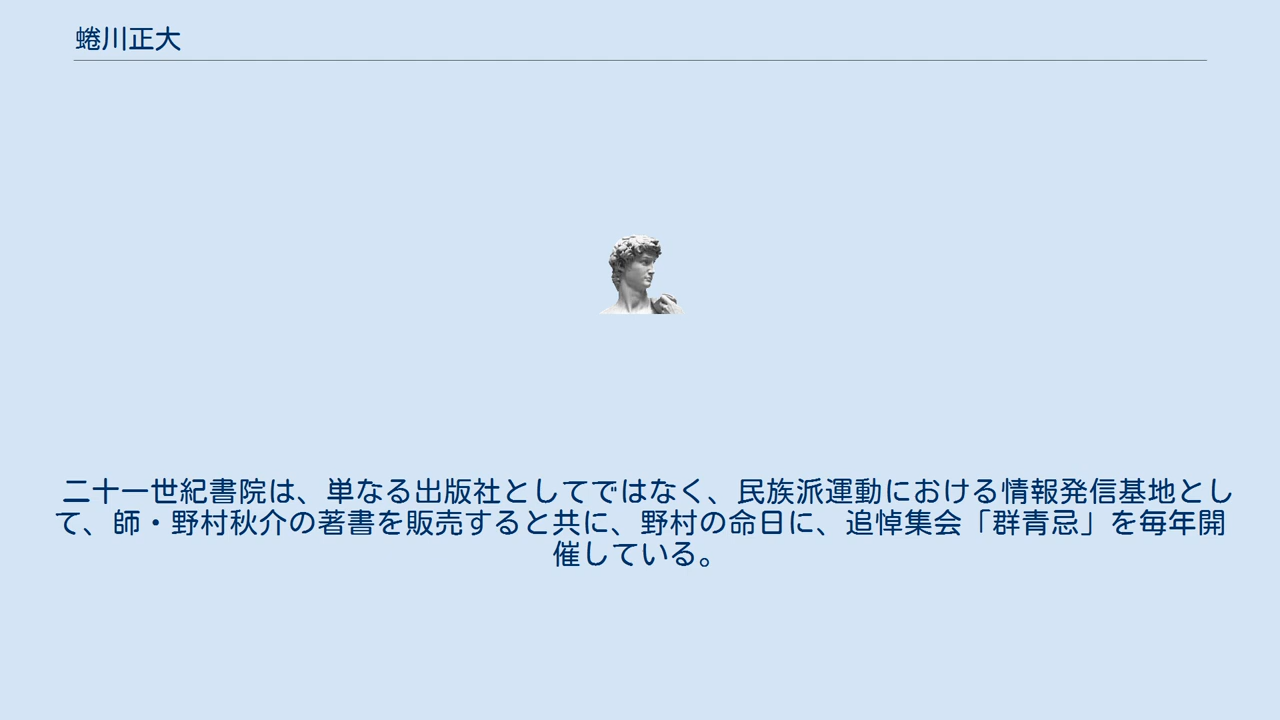 蜷川正大
二十一世紀書院は、単なる出版社としてではなく、民族派運動における情報発信基地とし
て、師・野村秋介の著書を販売すると共に、野村の命日に、追悼集会「群青忌」を毎年開
催している。